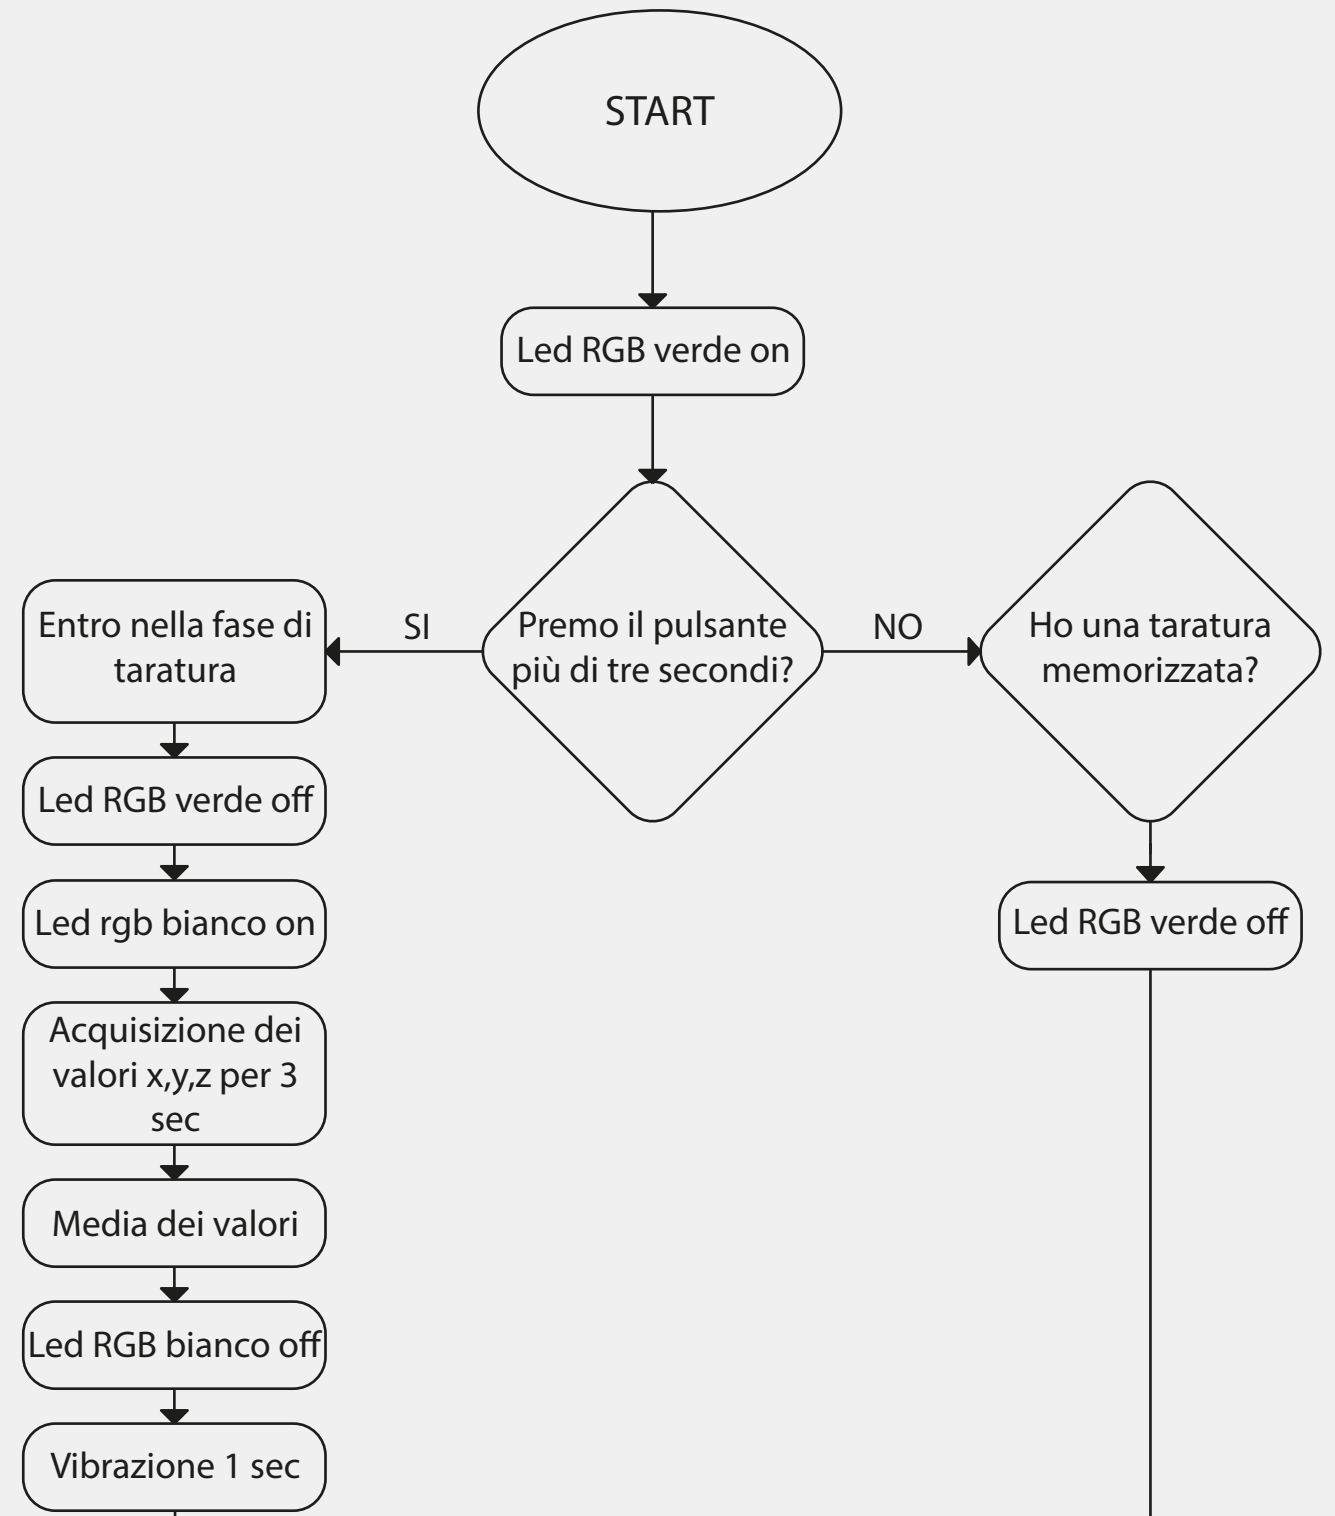 START
Led RGB verde on
Premo il pulsante
più di tre secondi?
SI
NO
Entro nella fase di
taratura
Ho una taratura
memorizzata?
Led RGB verde off
Led RGB verde off
Led rgb bianco on
Acquisizione dei
valori x,y,z per 3
sec
Media dei valori
Led RGB bianco off
Vibrazione 1 sec